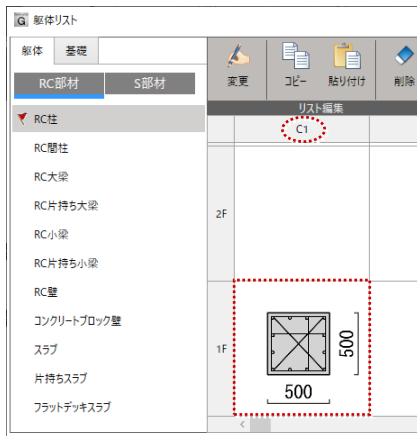 G 躯体リスト
躯体 基礎
RC部材 S部材
RC柱
RC間柱
RC大梁
RC片持ち大梁
RC小梁
RC片持ち小梁
RC壁
コンクリートブロック壁
スラブ
片持ちスラブ
フラットデッキスラブ
変更 コピー 貼り付け 削除
リスト編集
C1
2F
1F
500
500